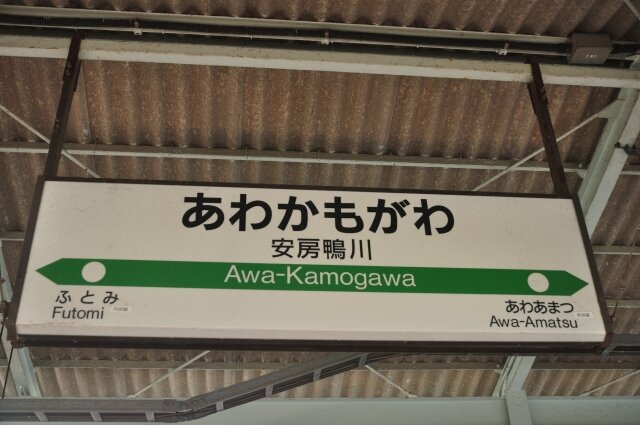 あわかもがわ
安房鴨川
Awa-Kamogawa
ふとみ
Futomi
あわあまつ
Awa-Amatsu